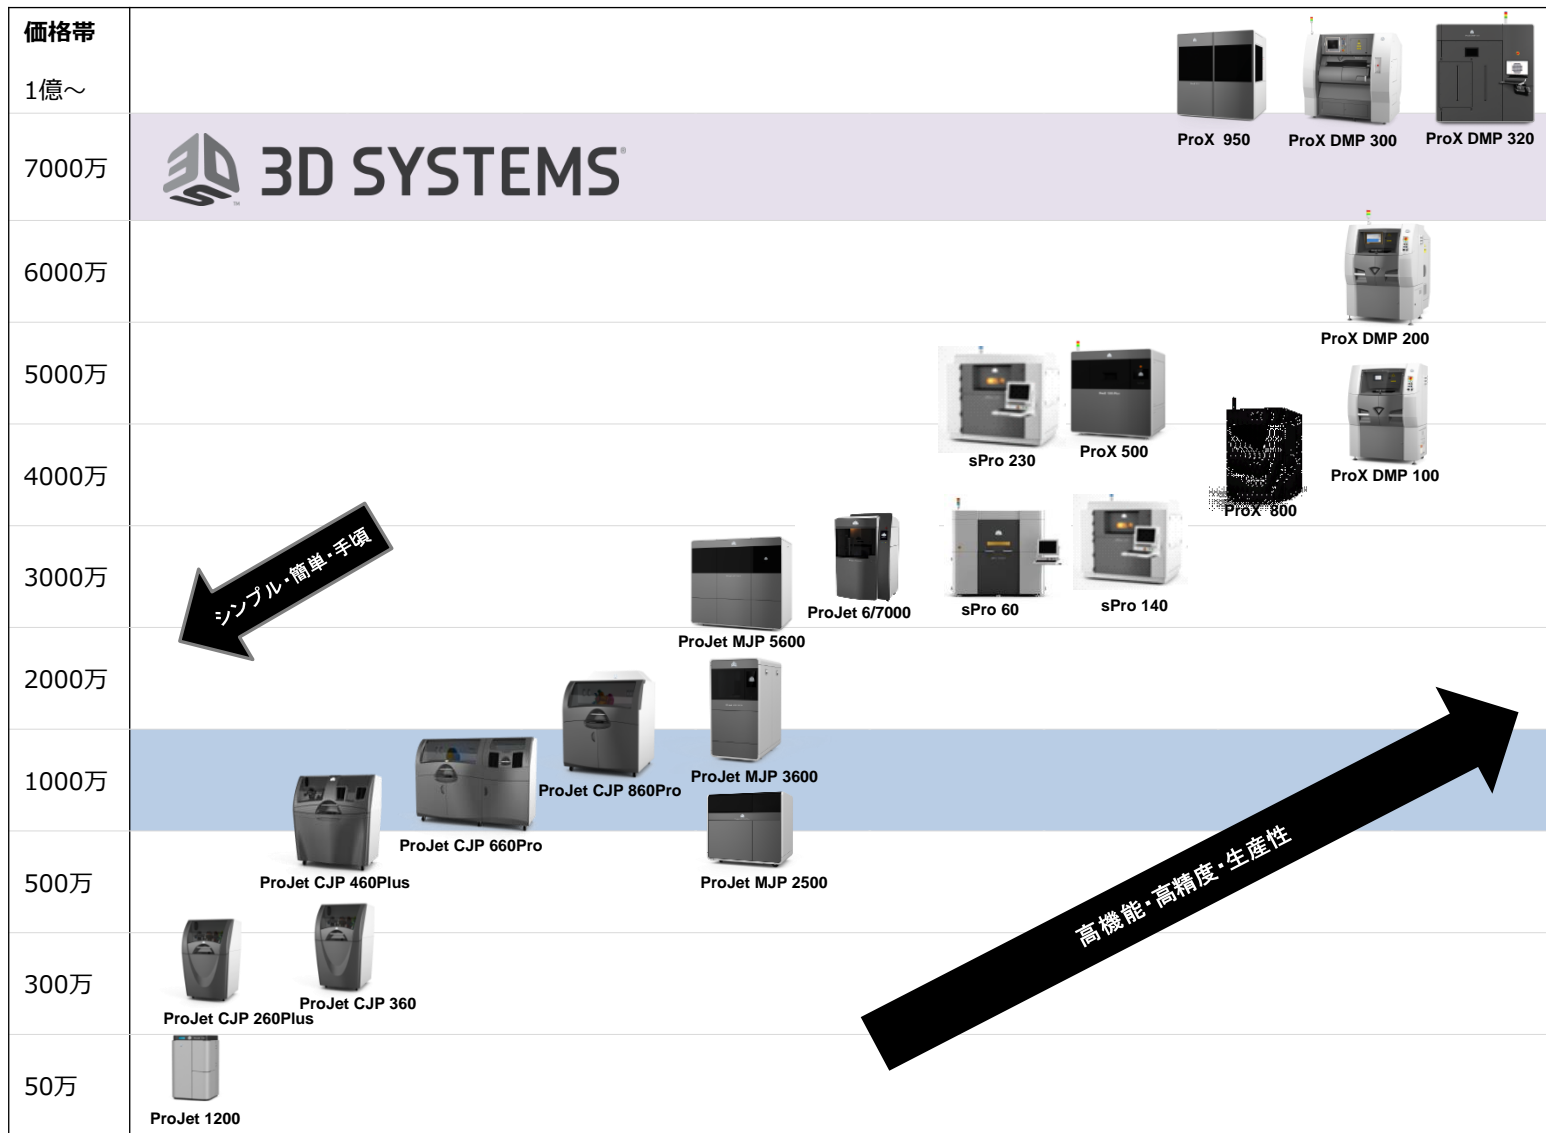 価格帯
1億～
ProX 950
ProX DMP 300
ProX DMP 320
7000万
3DS
™
3D SYSTEMS®
6000万
ProX DMP 200
5000万
sPro 230
ProX 500
4000万
ProX DMP 100
ProX 800
シンプル・簡単・手頃
3000万
ProJet 6/7000
sPro 60
sPro 140
ProJet MJP 5600
2000万
1000万
ProJet MJP 3600
ProJet CJP 860Pro
ProJet CJP 660Pro
500万
ProJet CJP 460Plus
ProJet MJP 2500
高機能・高精度・生産性
300万
ProJet CJP 360
ProJet CJP 260Plus
50万
ProJet 1200